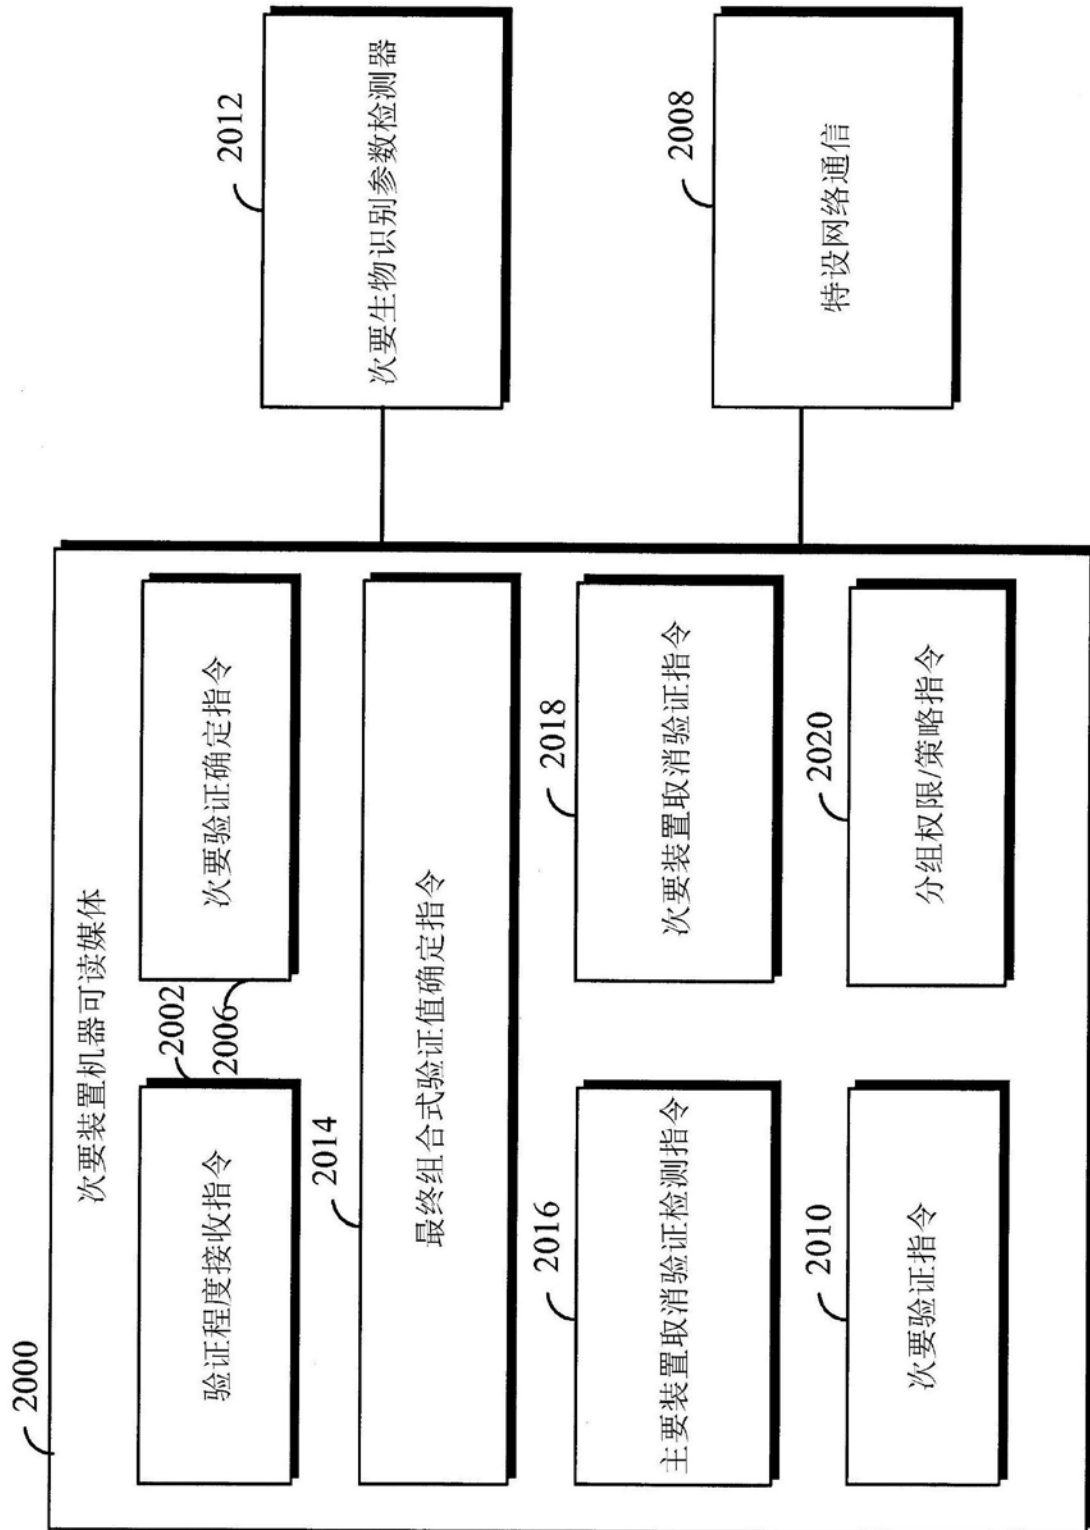 2000
次要装置机器可读媒体
验证程度接收指令
2002
次要验证确定指令
2006
2014
最终组合式验证值确定指令
2016
主要装置取消验证检测指令
2018
次要装置取消验证指令
2010
次要验证指令
2020
分组权限/策略指令
2012
次要生物识别参数检测器
2008
特设网络通信